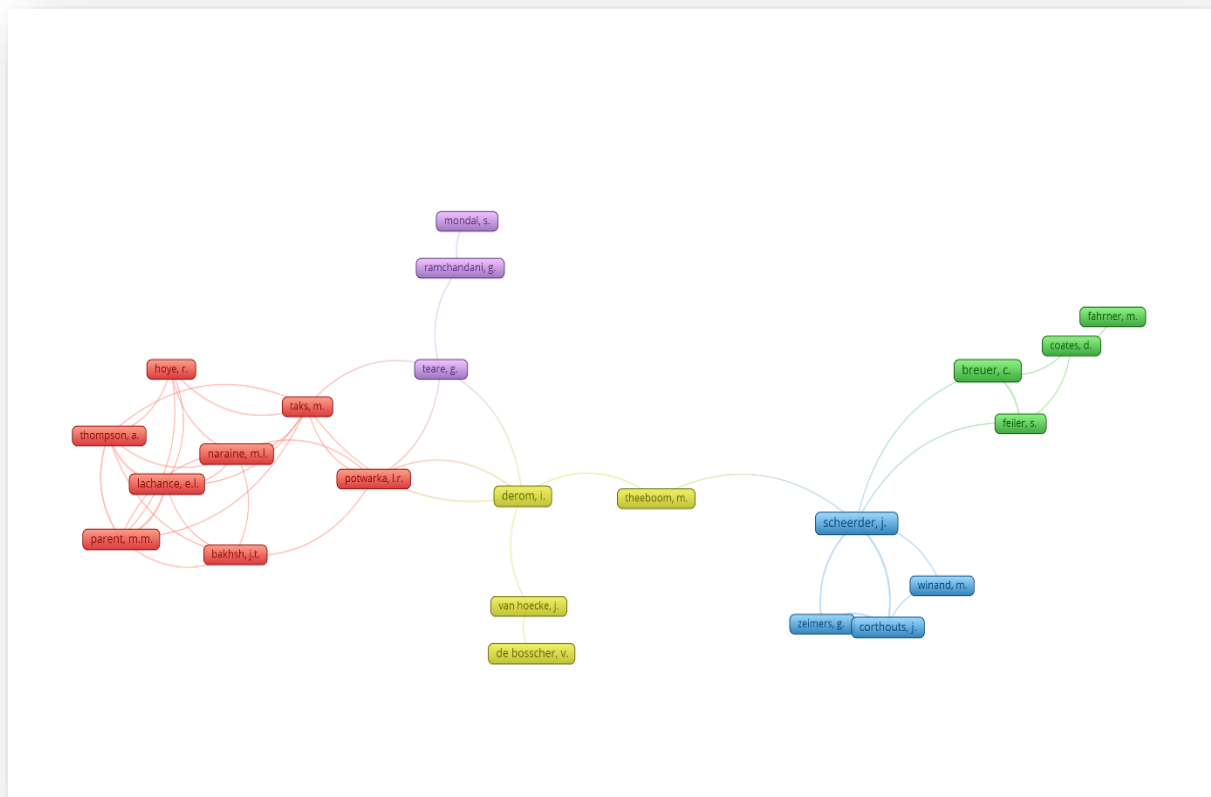 mondal, s.
ramchandani, g.
fahrner, m.
coates, d.
hoye, r.
teare, g.
breuer, c.
taks, m.
feiler, s.
thompson, a.
naraine, m.l.
potwarka, l.r.
lachance, e.l.
derom, i.
theeboom, m.
scheerder, j.
parent, m.m.
bakhsh, j.t.
winand, m.
van hoecke, j.
zeimers, g.
corthouts, j.
de bosscher, v.